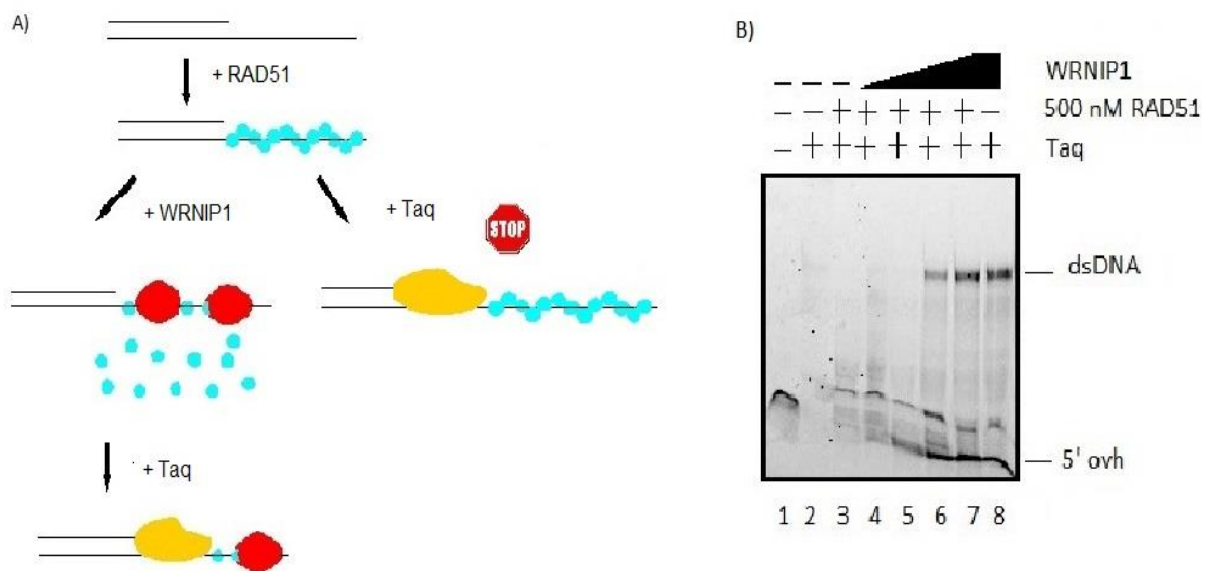 A)
+ RAD51
+ WRNIP1
+ Taq
STOP
+ Taq
B)
WRNIP1
– – –
500 nM RAD51
– – + + + + + –
Taq
– + + + + + + +
dsDNA
5' ovh
1 2 3 4 5 6 7 8